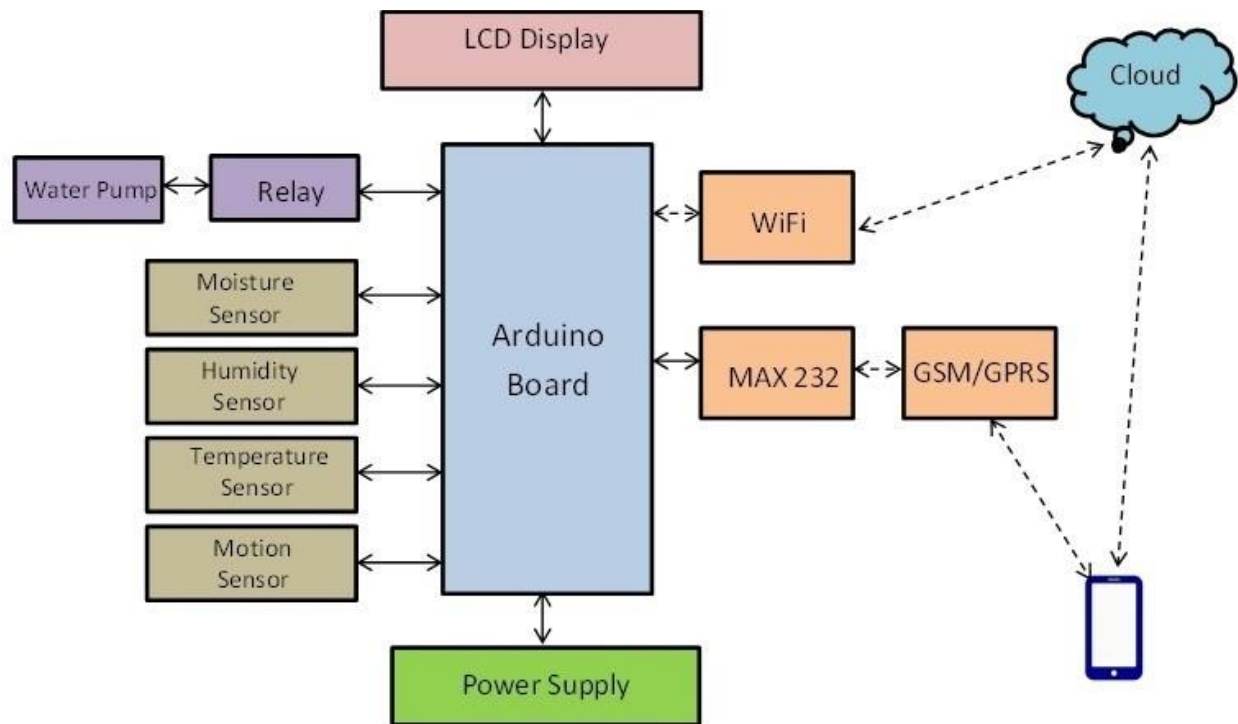 LCD Display
Cloud
Water Pump
Relay
WiFi
Moisture
Sensor
Humidity
Sensor
Temperature
Sensor
Motion
Sensor
Arduino
Board
MAX 232
GSM/GPRS
Power Supply